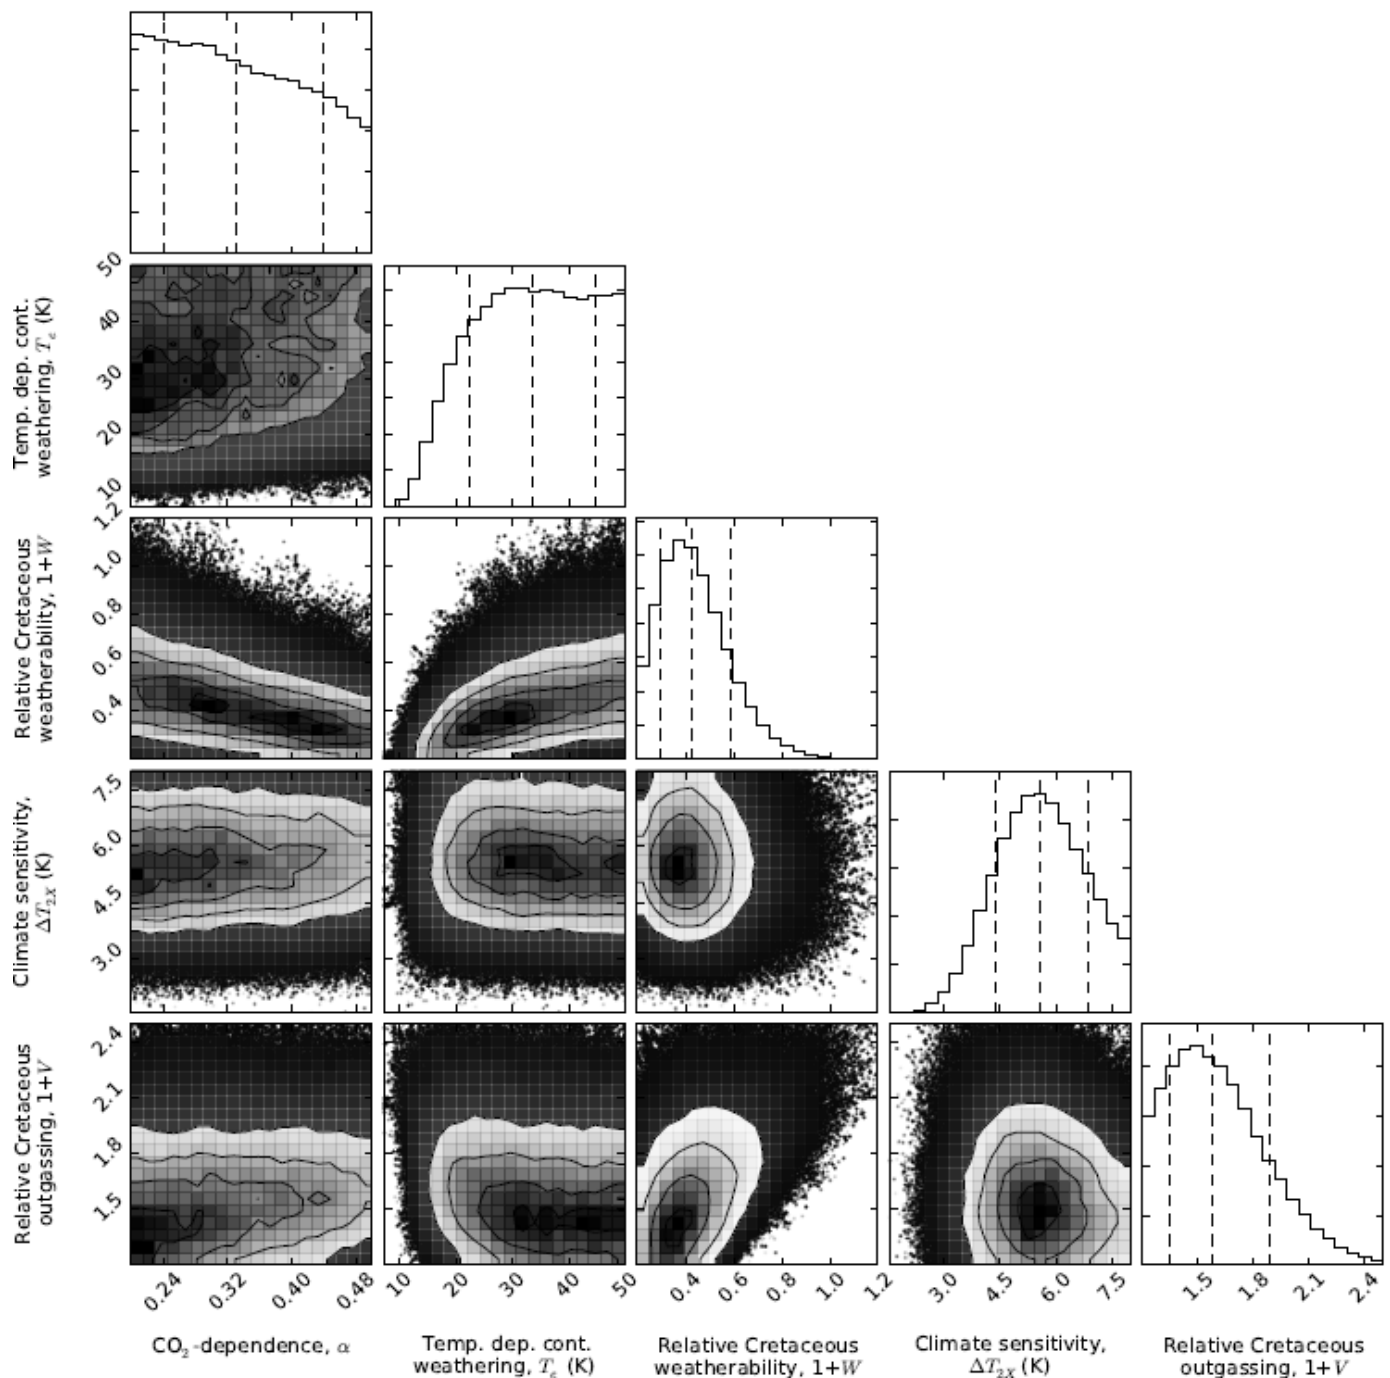 50
40
30
20
10
Temp. dep. cont.
weathering, T_e (K)
1.2
1.0
0.8
0.6
0.4
Relative Cretaceous
weatherability, 1+W
7.5
6.0
4.5
3.0
Climate sensitivity,
ΔT_2X (K)
2.4
2.1
1.8
1.5
Relative Cretaceous
outgassing, 1+V
0.24 0.32 0.40 0.48
10 20 30 40 50
0.4 0.6 0.8 1.0 1.2
3.0 4.5 6.0 7.5
1.5 1.8 2.1 2.4
CO₂-dependence, α
Temp. dep. cont.
weathering, T_e (K)
Relative Cretaceous
weatherability, 1+W
Climate sensitivity,
ΔT_2X (K)
Relative Cretaceous
outgassing, 1+V